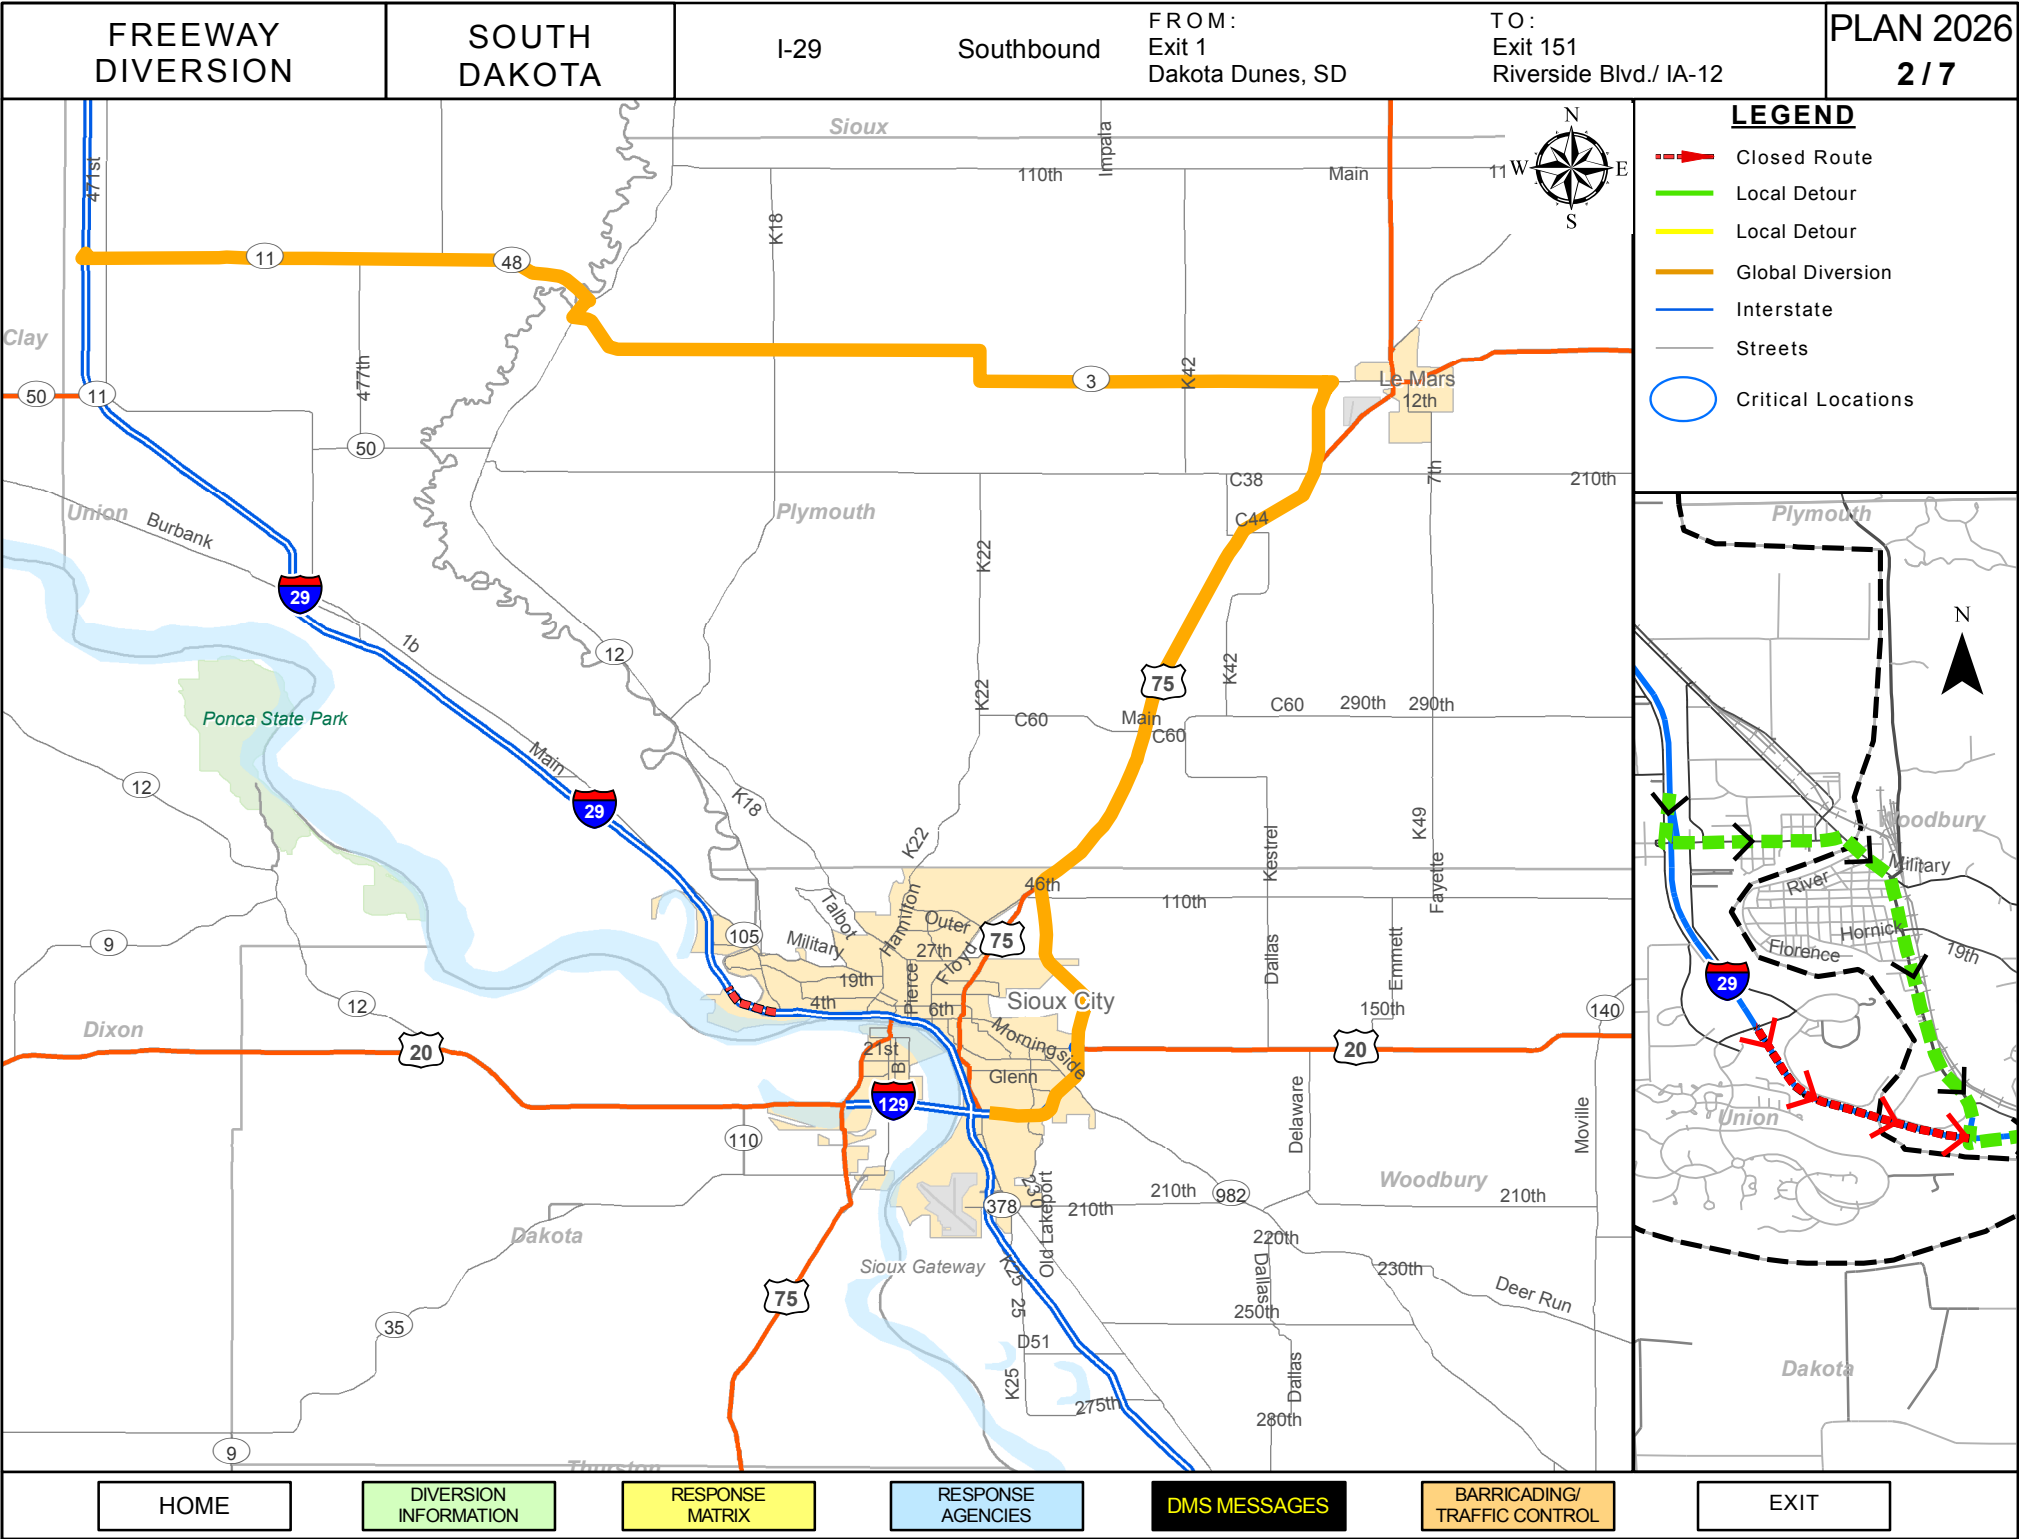 FREEWAY
DIVERSION
SOUTH
DAKOTA
I-29
Southbound
FROM:
Exit 1
Dakota Dunes, SD
TO:
Exit 151
Riverside Blvd./ IA-12
PLAN 2026
2 / 7
LEGEND
Closed Route
Local Detour
Local Detour
Global Diversion
Interstate
Streets
Critical Locations
N
W
E
S
Sioux
471st
110th
Impala
Main
11
K18
11
48
Clay
477th
K42
3
Le Mars
12th
50
11
50
C38
7th
210th
Union
Burbank
Plymouth
C44
K22
29
1b
12
K42
75
Ponca State Park
K22
C60
Main
C60
C60
290th
290th
12
Main
29
K18
K22
K49
Kestrel
Fayette
46th
110th
Talbot
Hamilton
Outer
75
105
Military
27th
Floyd
9
19th
Pierce
Dallas
Emmett
12
4th
6th
Sioux City
150th
140
Dixon
20
21st
B
Morningside
Glenn
20
129
110
Delaware
Moville
Woodbury
230
378
Old Lakeport
210th
210th
982
210th
Dakota
220th
Sioux Gateway
K25
Dallas
230th
75
25
250th
Deer Run
35
D51
K25
275th
Dallas
280th
9
Thurston
Plymouth
N
Woodbury
Military
River
Hornick
Florence
19th
29
Union
Dakota
HOME
DIVERSION
INFORMATION
RESPONSE
MATRIX
RESPONSE
AGENCIES
DMS MESSAGES
BARRICADING/
TRAFFIC CONTROL
EXIT